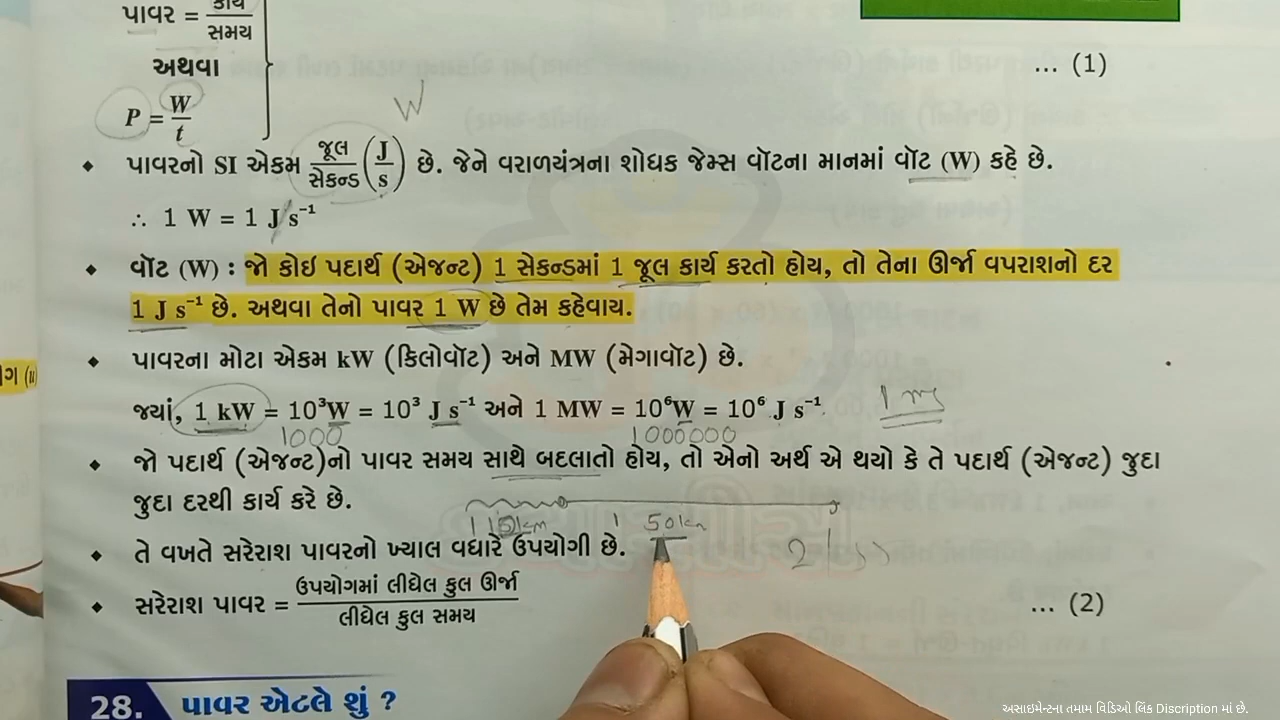 પાવર = કાર્ય / સમય
અથવા ... (1)
P = W / t
W
• પાવરનો SI એકમ જૂલ / સેકન્ડ (J / s) છે. જેને વરાળયંત્રના શોધક જેમ્સ વૉટના માનમાં વૉટ (W) કહે છે.
∴ 1 W = 1 J s⁻¹
• વૉટ (W) : જો કોઈ પદાર્થ (એજન્ટ) 1 સેકન્ડમાં 1 જૂલ કાર્ય કરતો હોય, તો તેના ઊર્જા વપરાશનો દર
1 J s⁻¹ છે. અથવા તેનો પાવર 1 W છે તેમ કહેવાય.
• પાવરના મોટા એકમ kW (કિલોવૉટ) અને MW (મેગાવૉટ) છે.
જ્યાં, 1 kW = 10³W = 10³ J s⁻¹ અને 1 MW = 10⁶W = 10⁶ J s⁻¹.
1000 1000000
• જો પદાર્થ (એજન્ટ)નો પાવર સમય સાથે બદલાતો હોય, તો એનો અર્થ એ થયો કે તે પદાર્થ (એજન્ટ) જુદા
જુદા દરથી કાર્ય કરે છે.
50km
• તે વખતે સરેરાશ પાવરનો ખ્યાલ વધારે ઉપયોગી છે.
• સરેરાશ પાવર = ઉપયોગમાં લીધેલ કુલ ઊર્જા / લીધેલ કુલ સમય ... (2)
28. પાવર એટલે શું ?
અસાઇમેન્ટના તમામ વિડિઓ લિંક Discription માં છે.